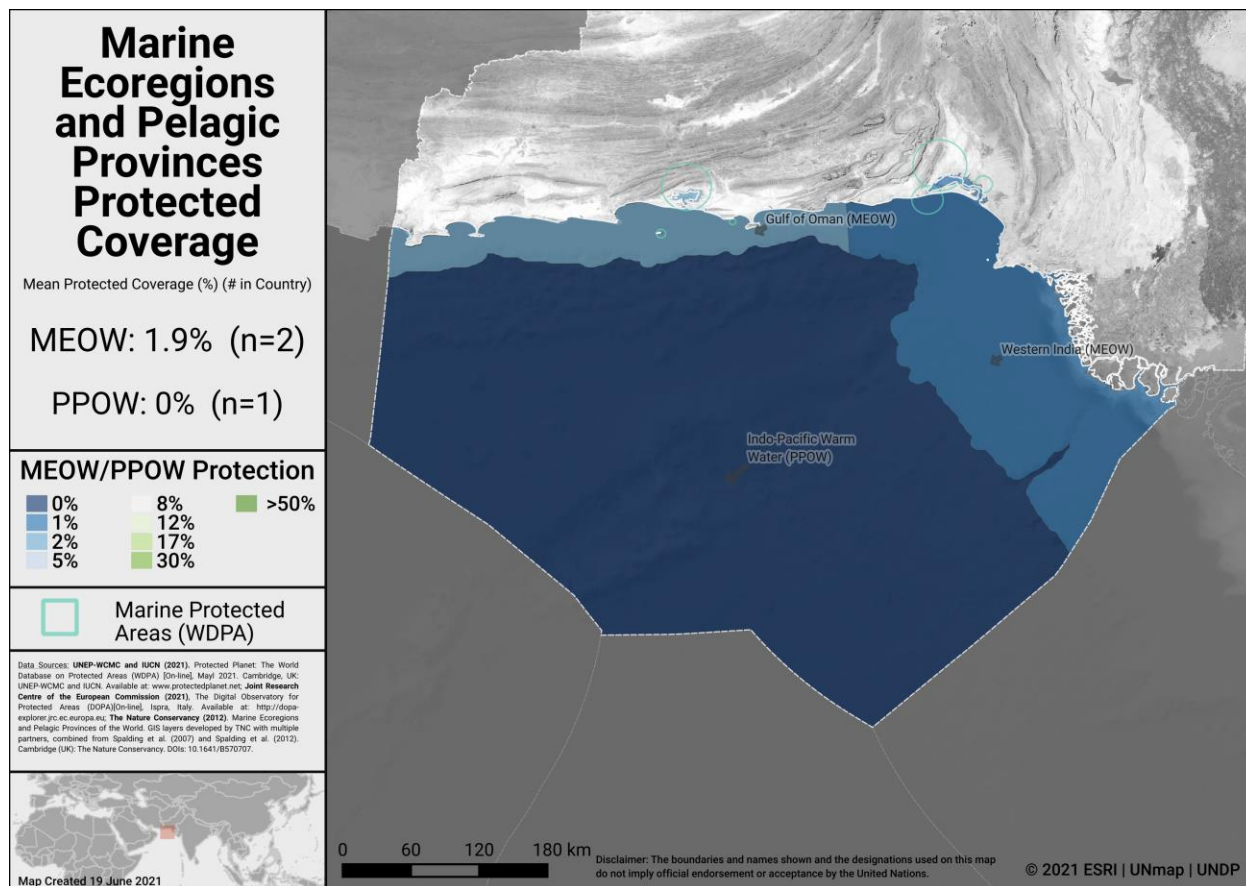 Marine
Ecoregions
and Pelagic
Provinces
Protected
Coverage
Mean Protected Coverage (%) (# in Country)
MEOW: 1.9% (n=2)
PPOW: 0% (n=1)
MEOW/PPOW Protection
0% 8% >50%
1% 12%
2% 17%
5% 30%
Marine Protected
Areas (WDPA)
Data Sources: UNEP-WCMC and IUCN (2021). Protected Planet: The World
Database on Protected Areas (WDPA) [On-line], Mayl 2021. Cambridge, UK:
UNEP-WCMC and IUCN. Available at: www.protectedplanet.net; Joint Research
Centre of the European Commission (2021), The Digital Observatory for
Protected Areas (DOPA)[On-line], Ispra, Italy. Available at: http://dopa-
explorer.jrc.ec.europa.eu; The Nature Conservancy (2012). Marine Ecoregions
and Pelagic Provinces of the World. GIS layers developed by TNC with multiple
partners, combined from Spalding et al. (2007) and Spalding et al. (2012).
Cambridge (UK): The Nature Conservancy. DOIs: 10.1641/B570707.
Map Created 19 June 2021
Gulf of Oman (MEOW)
Western India (MEOW)
Indo-Pacific Warm
Water (PPOW)
0 60 120 180 km
Disclaimer: The boundaries and names shown and the designations used on this map
do not imply official endorsement or acceptance by the United Nations.
© 2021 ESRI | UNmap | UNDP